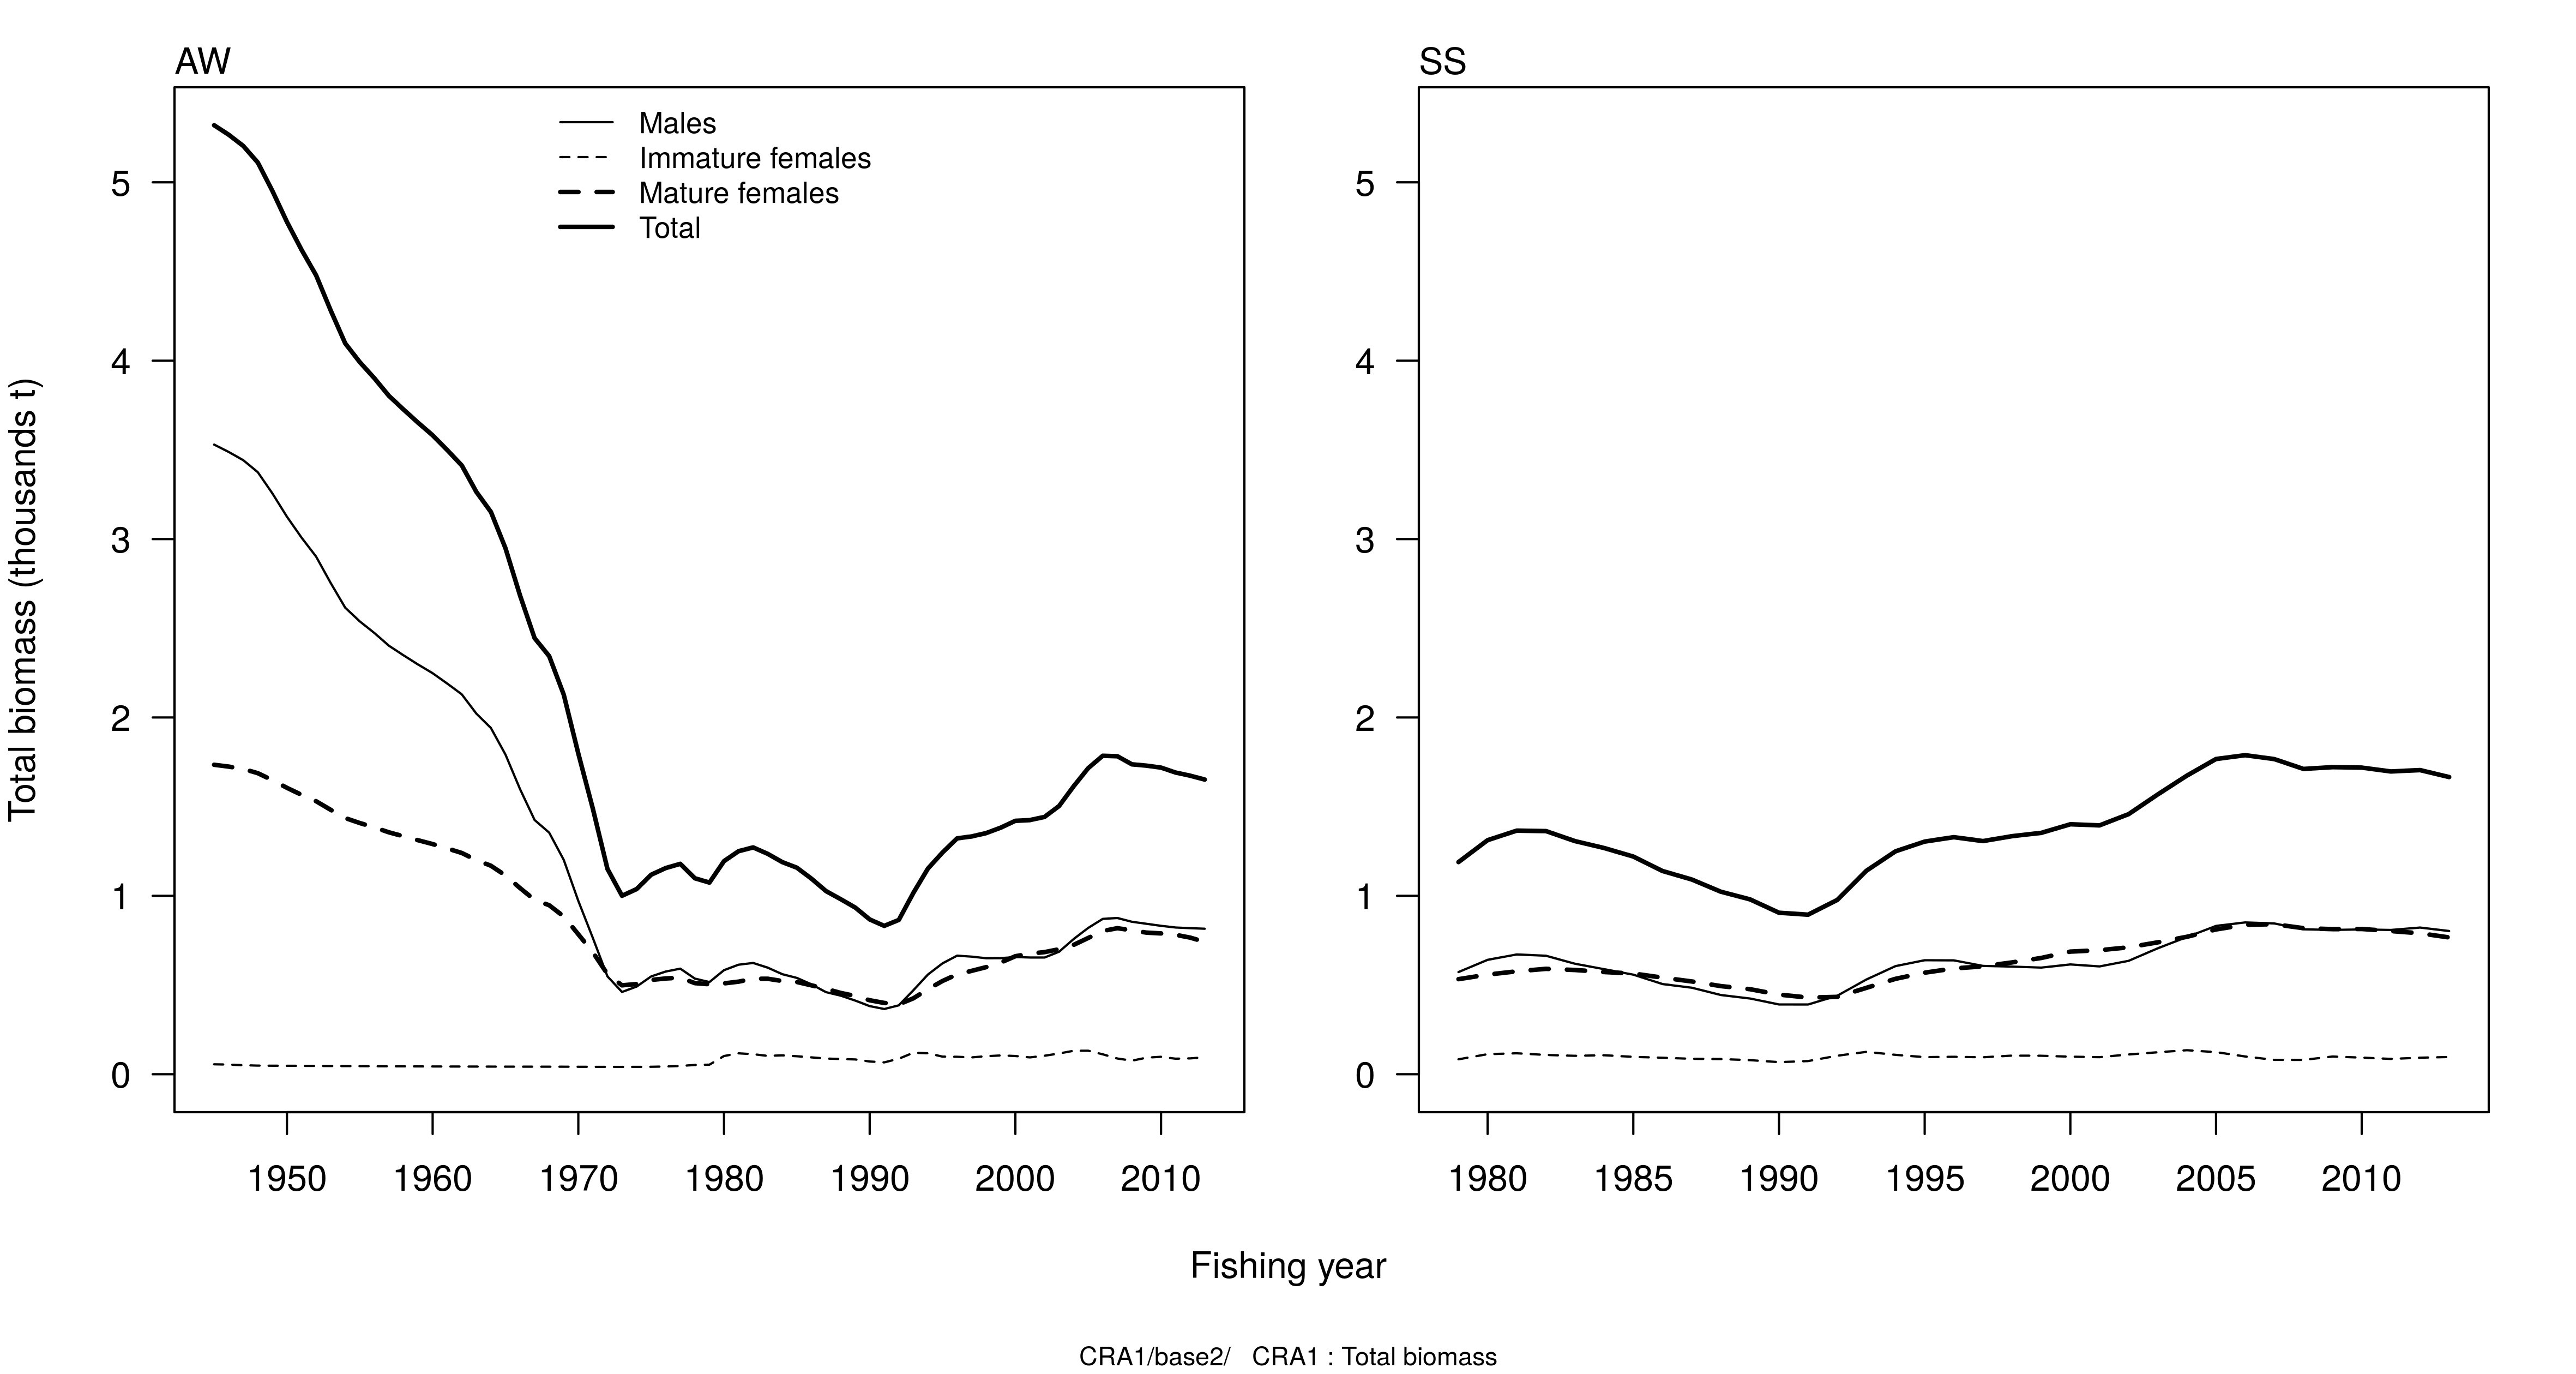 AW
SS
Males
Immature females
Mature females
Total
Total biomass (thousands t)
5
4
3
2
1
0
5
4
3
2
1
0
1950 1960 1970 1980 1990 2000 2010
1980 1985 1990 1995 2000 2005 2010
Fishing year
CRA1/base2/ CRA1 : Total biomass